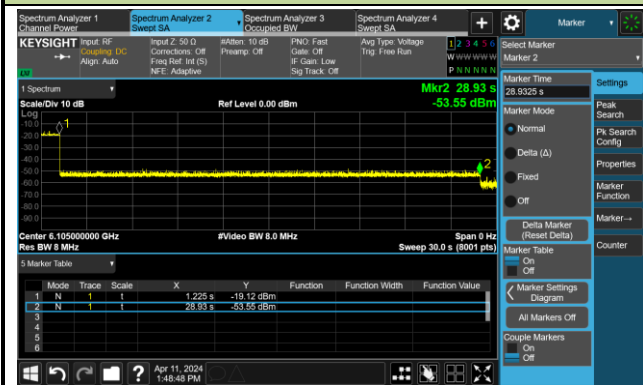 Spectrum Analyzer 1
Channel Power
Spectrum Analyzer 2
Swept SA
Spectrum Analyzer 3
Occupied BW
Spectrum Analyzer 4
Swept SA
+
Marker
KEYSIGHT
Input: RF
Coupling: DC
Align: Auto
Input Z: 50 Ω
Corrections: Off
Freq Ref: Int (S)
NFE: Adaptive
#Atten: 10 dB
Preamp: Off
PNO: Fast
Gate: Off
IF Gain: Low
Sig Track: Off
Avg Type: Voltage
Trig: Free Run
1 2 3 4 5 6
W W W W W W
P N N N N N
LXI
Select Marker
Marker 2
1 Spectrum
Mkr2 28.93 s
-53.55 dBm
Scale/Div 10 dB
Ref Level 0.00 dBm
Log
-10.0
-20.0
-30.0
-40.0
-50.0
-60.0
-70.0
-80.0
-90.0
1
2
Center 6.105000000 GHz
Res BW 8 MHz
#Video BW 8.0 MHz
Span 0 Hz
Sweep 30.0 s (8001 pts)
5 Marker Table
Mode Trace Scale X Y Function Function Width Function Value
1 N 1 t 1.225 s -19.12 dBm
2 N 1 t 28.93 s -53.55 dBm
3
4
5
6
Marker Time
28.9325 s
Marker Mode
Normal
Delta (Δ)
Fixed
Off
Delta Marker
(Reset Delta)
Marker Table
On
Off
Marker Settings
Diagram
All Markers Off
Couple Markers
On
Off
Settings
Peak
Search
Pk Search
Config
Properties
Marker
Function
Marker→
Counter
?
Apr 11, 2024
1:48:48 PM